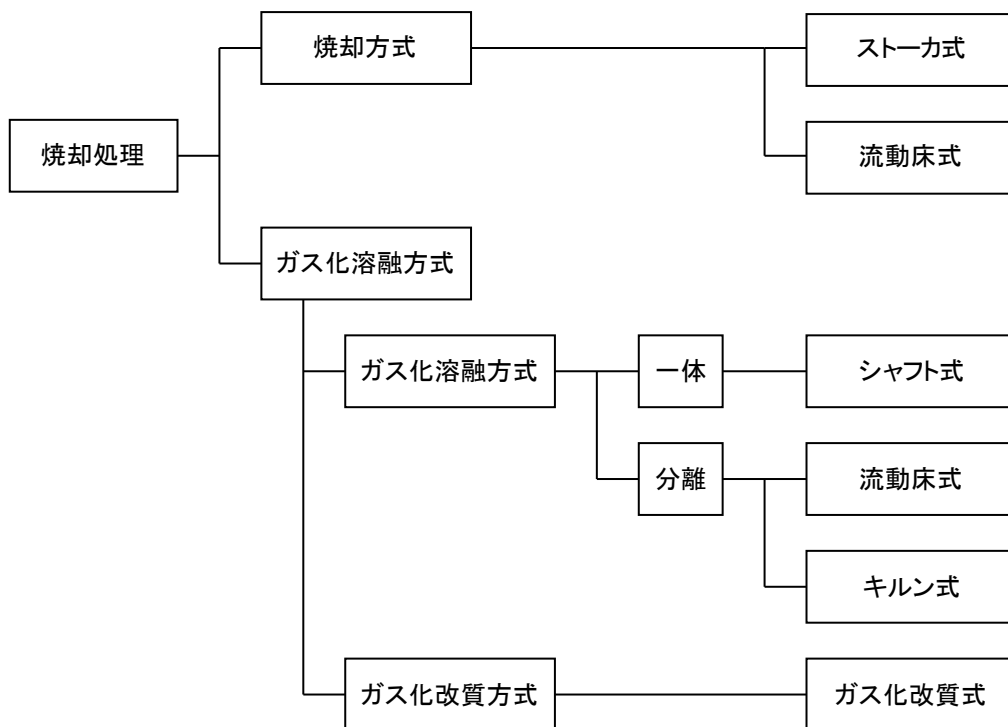 焼却方式
ストーカ式
焼却処理
流動床式
ガス化溶融方式
ガス化溶融方式
一体
シャフト式
分離
流動床式
キルン式
ガス化改質方式
ガス化改質式